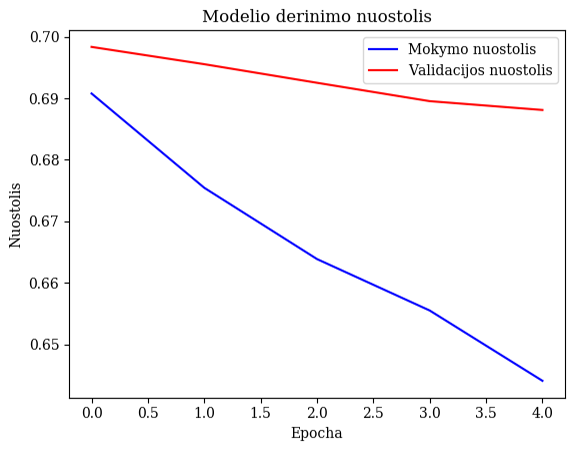 Modelio derinimo nuostolis
0.70
0.69
0.68
0.67
0.66
0.65
Nuostolis
Mokymo nuostolis
Validacijos nuostolis
0.0 0.5 1.0 1.5 2.0 2.5 3.0 3.5 4.0
Epocha